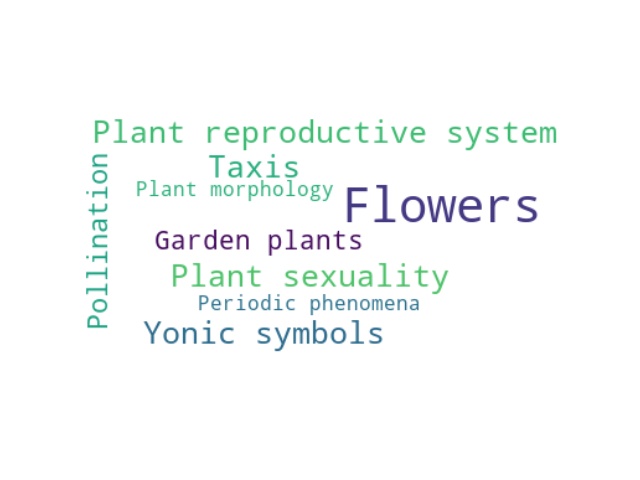 Plant reproductive system
Taxis
Plant morphology
Flowers
Pollination
Garden plants
Plant sexuality
Periodic phenomena
Yonic symbols